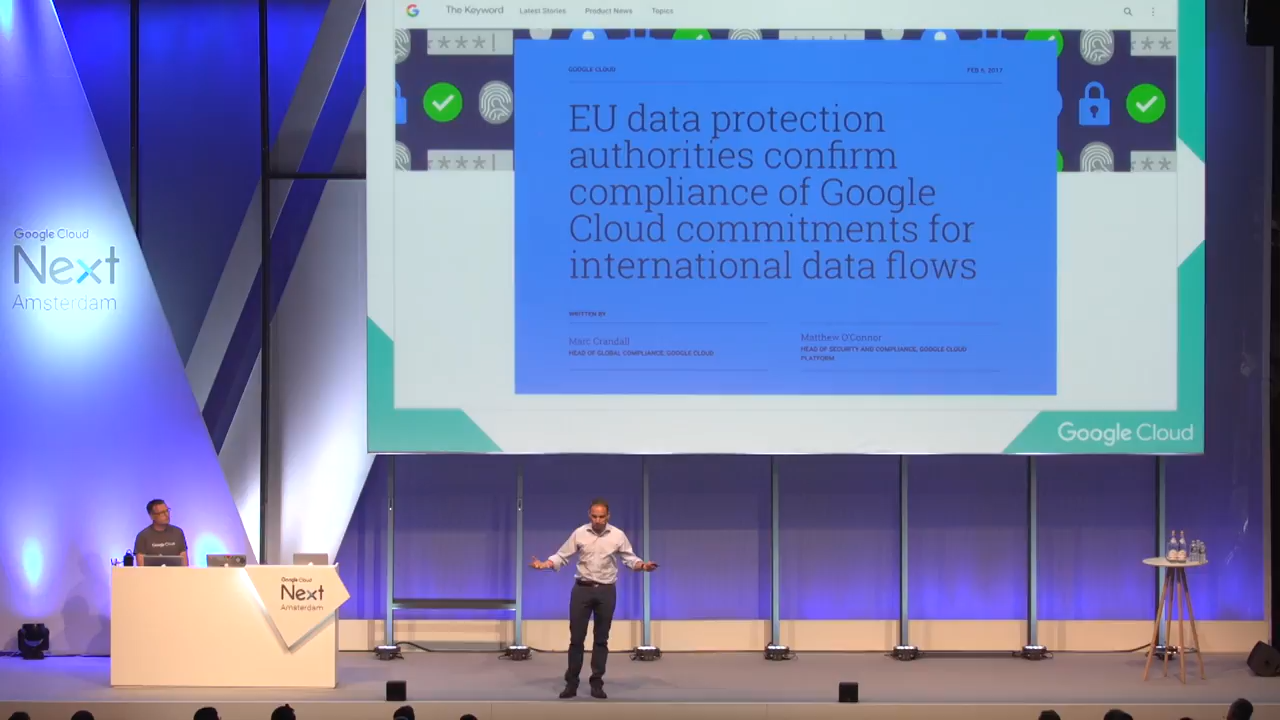 The Keyword Latest Stories Product News Topics
GOOGLE CLOUD FEB 6, 2017
EU data protection
authorities confirm
compliance of Google
Cloud commitments for
international data flows
WRITTEN BY
Marc Crandall
HEAD OF GLOBAL COMPLIANCE, GOOGLE CLOUD
Matthew O'Connor
HEAD OF SECURITY AND COMPLIANCE, GOOGLE CLOUD
PLATFORM
Google Cloud
Google Cloud
Next
Amsterdam
Google Cloud
Google Cloud
Next
Amsterdam